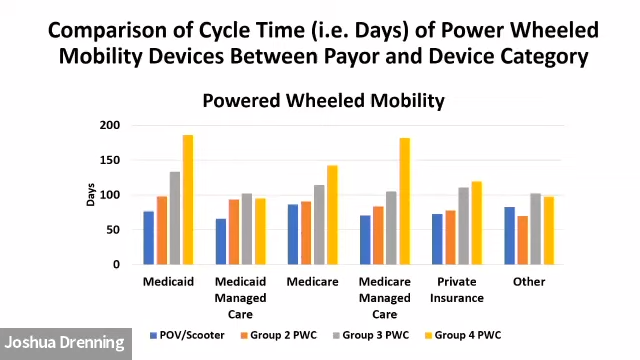 Comparison of Cycle Time (i.e. Days) of Power Wheeled
Mobility Devices Between Payor and Device Category
Powered Wheeled Mobility
200
150
100
50
0
Days
Medicaid
Medicaid Managed Care
Medicare
Medicare Managed Care
Private Insurance
Other
POV/Scooter
Group 2 PWC
Group 3 PWC
Group 4 PWC
Joshua Drenning